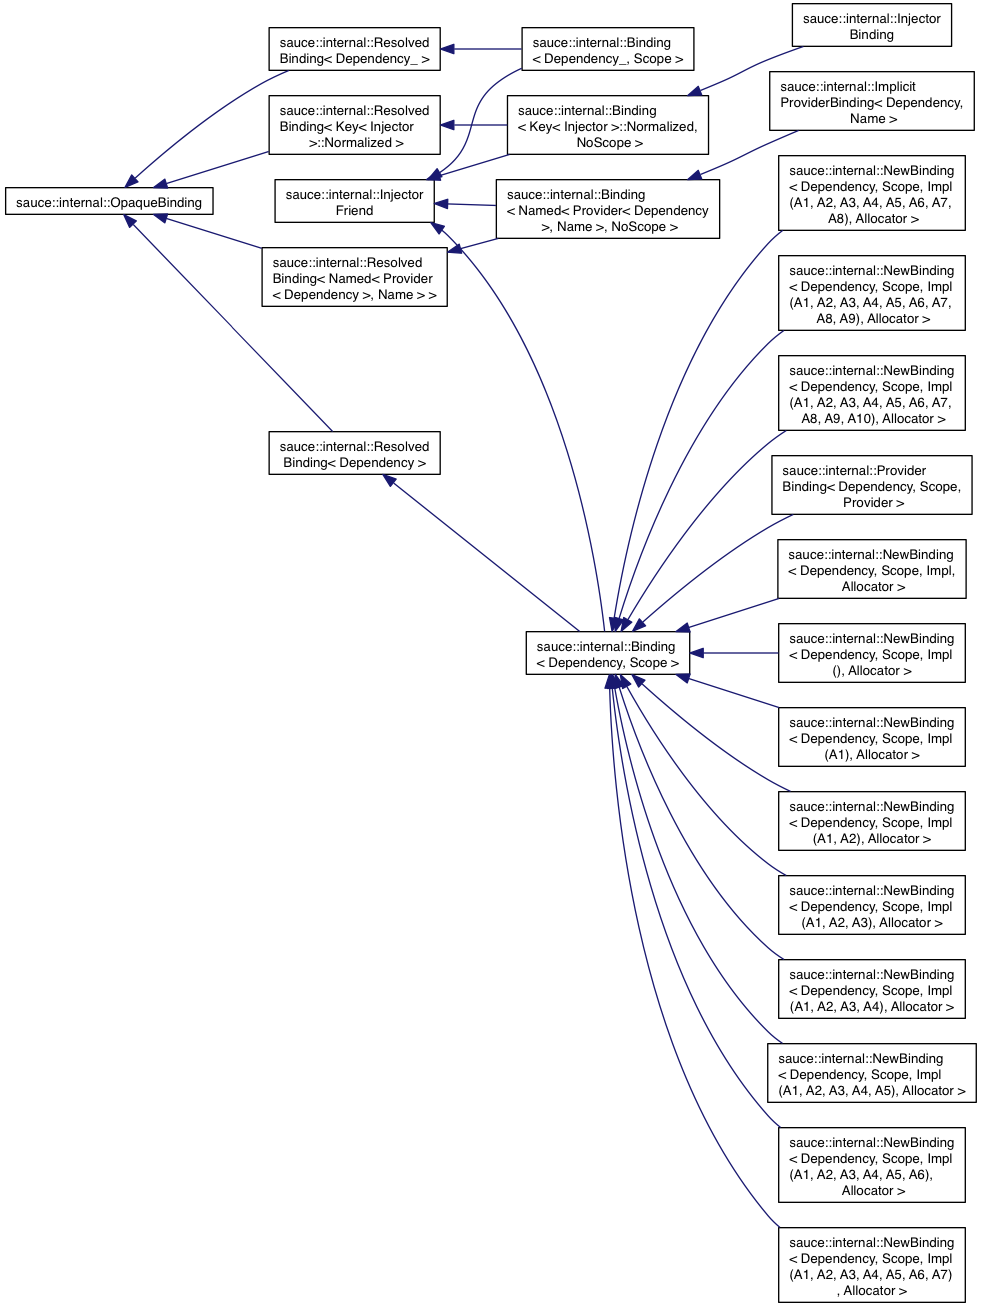 sauce::internal::Injector
Binding
sauce::internal::Resolved
Binding< Dependency_ >
sauce::internal::Binding
< Dependency_, Scope >
sauce::internal::Implicit
ProviderBinding< Dependency,
Name >
sauce::internal::Resolved
Binding< Key< Injector
>::Normalized >
sauce::internal::Binding
< Key< Injector >::Normalized,
NoScope >
sauce::internal::OpaqueBinding
sauce::internal::Injector
Friend
sauce::internal::Binding
< Named< Provider< Dependency
>, Name >, NoScope >
sauce::internal::NewBinding
< Dependency, Scope, Impl
(A1, A2, A3, A4, A5, A6, A7,
A8), Allocator >
sauce::internal::Resolved
Binding< Named< Provider
< Dependency >, Name > >
sauce::internal::NewBinding
< Dependency, Scope, Impl
(A1, A2, A3, A4, A5, A6, A7,
A8, A9), Allocator >
sauce::internal::NewBinding
< Dependency, Scope, Impl
(A1, A2, A3, A4, A5, A6, A7,
A8, A9, A10), Allocator >
sauce::internal::Resolved
Binding< Dependency >
sauce::internal::Provider
Binding< Dependency, Scope,
Provider >
sauce::internal::NewBinding
< Dependency, Scope, Impl,
Allocator >
sauce::internal::Binding
< Dependency, Scope >
sauce::internal::NewBinding
< Dependency, Scope, Impl
(), Allocator >
sauce::internal::NewBinding
< Dependency, Scope, Impl
(A1), Allocator >
sauce::internal::NewBinding
< Dependency, Scope, Impl
(A1, A2), Allocator >
sauce::internal::NewBinding
< Dependency, Scope, Impl
(A1, A2, A3), Allocator >
sauce::internal::NewBinding
< Dependency, Scope, Impl
(A1, A2, A3, A4), Allocator >
sauce::internal::NewBinding
< Dependency, Scope, Impl
(A1, A2, A3, A4, A5), Allocator >
sauce::internal::NewBinding
< Dependency, Scope, Impl
(A1, A2, A3, A4, A5, A6),
Allocator >
sauce::internal::NewBinding
< Dependency, Scope, Impl
(A1, A2, A3, A4, A5, A6, A7)
, Allocator >